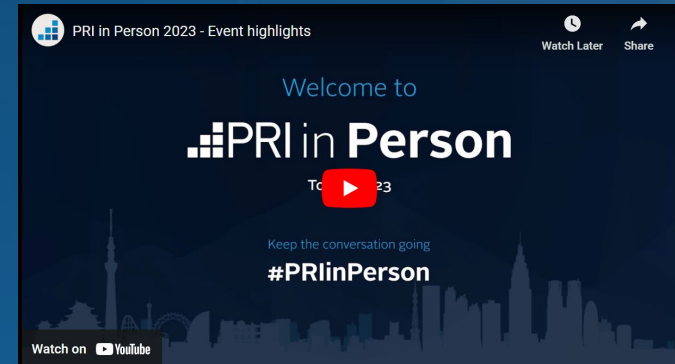 PRI in Person 2023 - Event highlights
Watch Later
Share
Welcome to
PRI in Person
23
Keep the conversation going
#PRIinPerson
Watch on YouTube